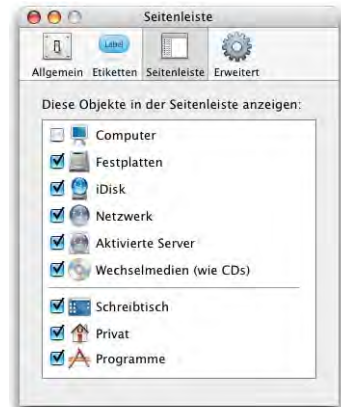 Seitenleiste
Label
Allgemein Etiketten Seitenleiste Erweitert
Diese Objekte in der Seitenleiste anzeigen:
Computer
Festplatten
iDisk
Netzwerk
Aktivierte Server
Wechselmedien (wie CDs)
Schreibtisch
Privat
Programme